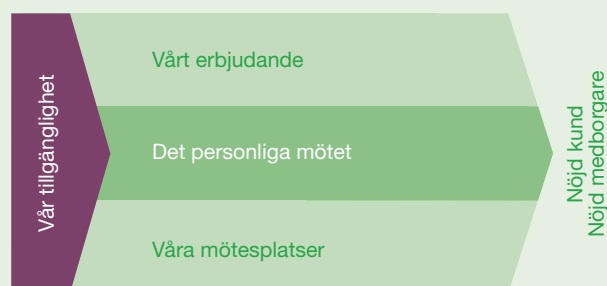 Vår tillgänglighet
Vårt erbjudande
Det personliga mötet
Våra mötesplatser
Nöjd kund
Nöjd medborgare